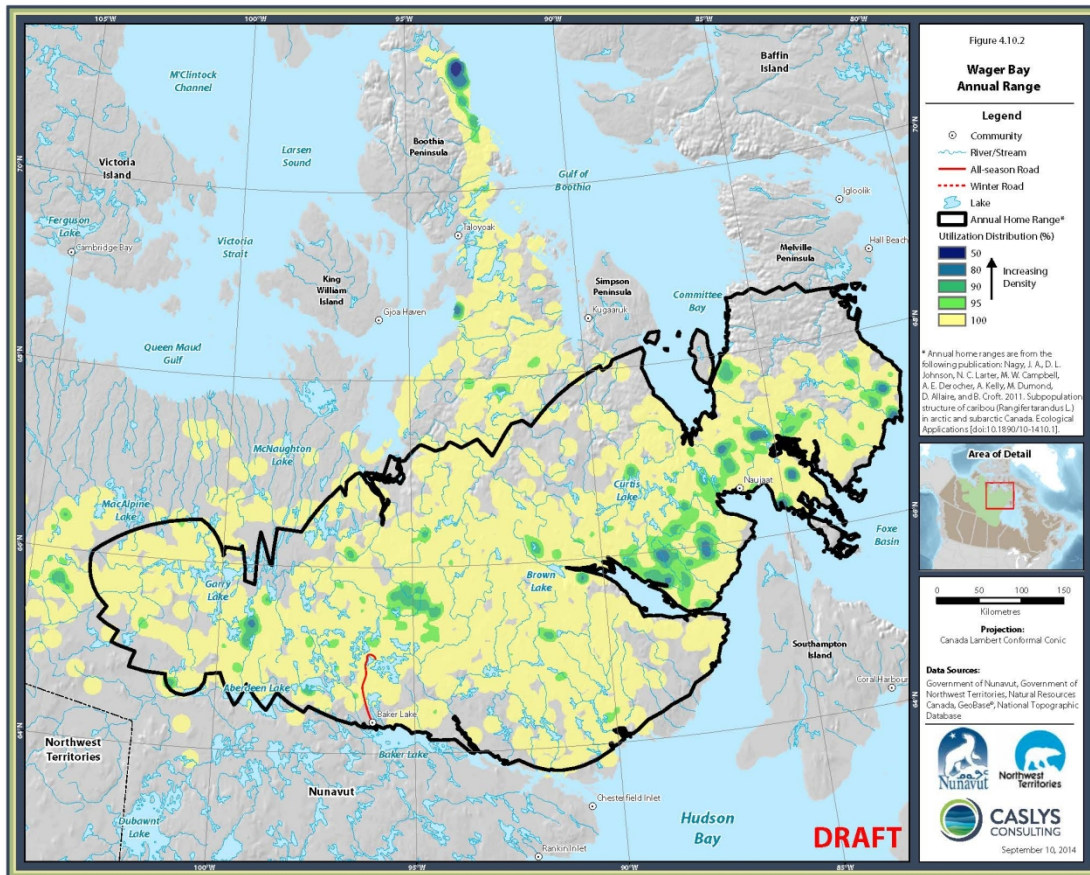 105°W
100°W
95°W
90°W
85°W
80°W
Figure 4.10.2
Wager Bay
Annual Range
Legend
Community
River/Stream
All-season Road
Winter Road
Lake
Annual Home Range*
Utilization Distribution (%)
50
80
90
95
100
Increasing
Density
* Annual home ranges are from the
following publication: Nagy, J. A., D. L.
Johnson, N. C. Larter, M. W. Campbell,
A. E. Derocher, A. Kelly, M. Dumond,
D. Allaire, and B. Croft. 2011. Subpopulation
structure of caribou (Rangifer tarandus L.)
in arctic and subarctic Canada. Ecological
Applications [doi:10.1890/10-1410.1].
Area of Detail
0 50 100 150
Kilometres
Projection:
Canada Lambert Conformal Conic
Data Sources:
Government of Nunavut, Government of
Northwest Territories, Natural Resources
Canada, GeoBase®, National Topographic
Database
Nunavut
Northwest
Territories
CASLYS
CONSULTING
September 10, 2014
M'Clintock
Channel
Baffin
Island
Boothia
Peninsula
Larsen
Sound
Victoria
Island
70°N
70°N
Gulf of
Boothia
Igloolik
Ferguson
Lake
Cambridge Bay
Victoria
Strait
Taloyoak
Melville
Peninsula
Hall Beach
King
William
Island
Gjoa Haven
Simpson
Peninsula
Kugaaruk
Committee
Bay
68°N
68°N
Queen Maud
Gulf
McNaughton
Lake
MacAlpine
Lake
Curtis
Lake
Naujaat
66°N
66°N
Foxe
Basin
Garry
Lake
Brown
Lake
Southampton
Island
Coral Harbour
Aberdeen Lake
Baker Lake
64°N
64°N
Baker Lake
Northwest
Territories
Nunavut
Chesterfield Inlet
Dubawnt
Lake
Hudson
Bay
Rankin Inlet
DRAFT
100°W
95°W
90°W
85°W